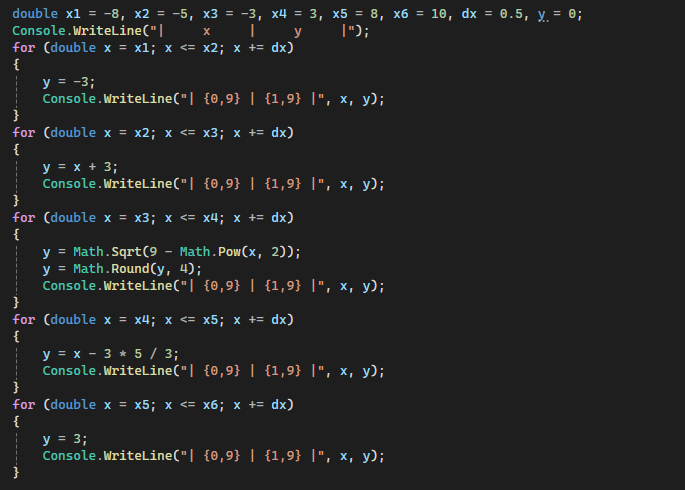 double x1 = -8, x2 = -5, x3 = -3, x4 = 3, x5 = 8, x6 = 10, dx = 0.5, y = 0;
Console.WriteLine("|     x     |     y     |");
for (double x = x1; x <= x2; x += dx)
{
    y = -3;
    Console.WriteLine("| {0,9} | {1,9} |", x, y);
}
for (double x = x2; x <= x3; x += dx)
{
    y = x + 3;
    Console.WriteLine("| {0,9} | {1,9} |", x, y);
}
for (double x = x3; x <= x4; x += dx)
{
    y = Math.Sqrt(9 - Math.Pow(x, 2));
    y = Math.Round(y, 4);
    Console.WriteLine("| {0,9} | {1,9} |", x, y);
}
for (double x = x4; x <= x5; x += dx)
{
    y = x - 3 * 5 / 3;
    Console.WriteLine("| {0,9} | {1,9} |", x, y);
}
for (double x = x5; x <= x6; x += dx)
{
    y = 3;
    Console.WriteLine("| {0,9} | {1,9} |", x, y);
}